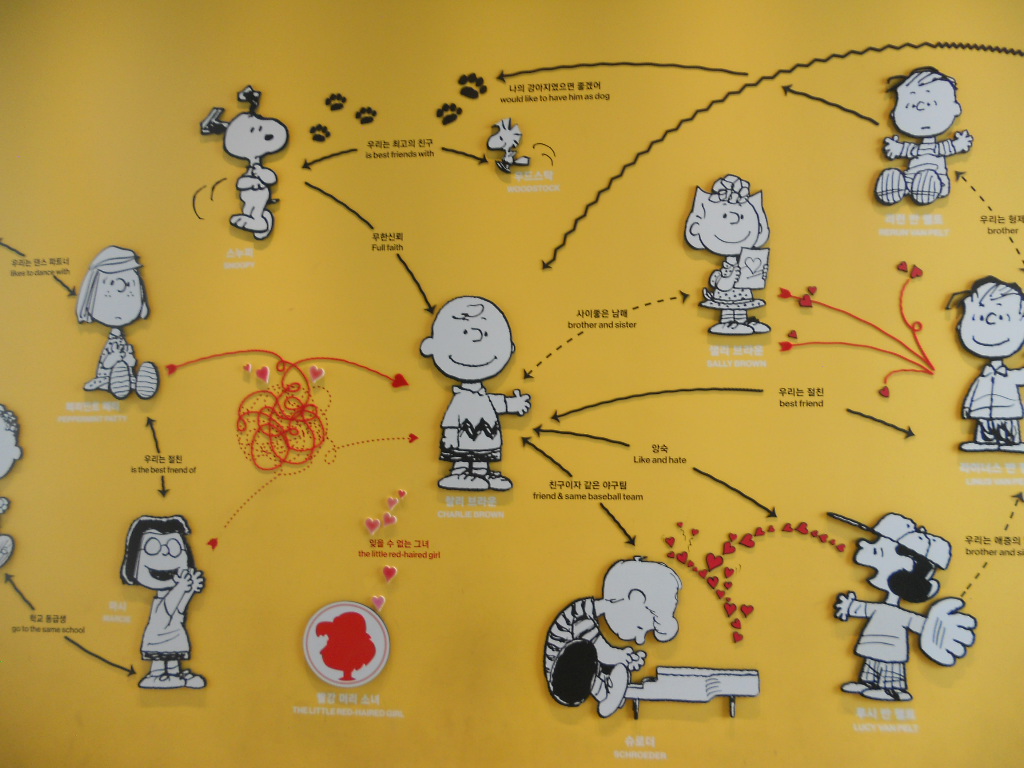 나의 강아지였으면 좋겠어
would like to have him as dog
우리는 최고의 친구
is best friends with
우드스탁
WOODSTOCK
스누피
SNOOPY
무한신뢰
Full faith
우리는 댄스 파트너
likes to dance with
페퍼민트 패티
PEPPERMINT PATTY
사이좋은 남매
brother and sister
샐리 브라운
SALLY BROWN
리런 반 펠트
RERUN VAN PELT
우리는 형제
brother
우리는 절친
best friend
라이너스 반
LINUS VAN PE
우리는 절친
is the best friend of
찰리 브라운
CHARLIE BROWN
앙숙
Like and hate
친구이자 같은 야구팀
friend & same baseball team
잊을 수 없는 그녀
the little red-haired girl
우리는 애증의
brother and si
마시
MARCIE
학교 동급생
go to the same school
빨강 머리 소녀
THE LITTLE RED-HAIRED GIRL
슈로더
SCHROEDER
루시 반 펠트
LUCY VAN PELT